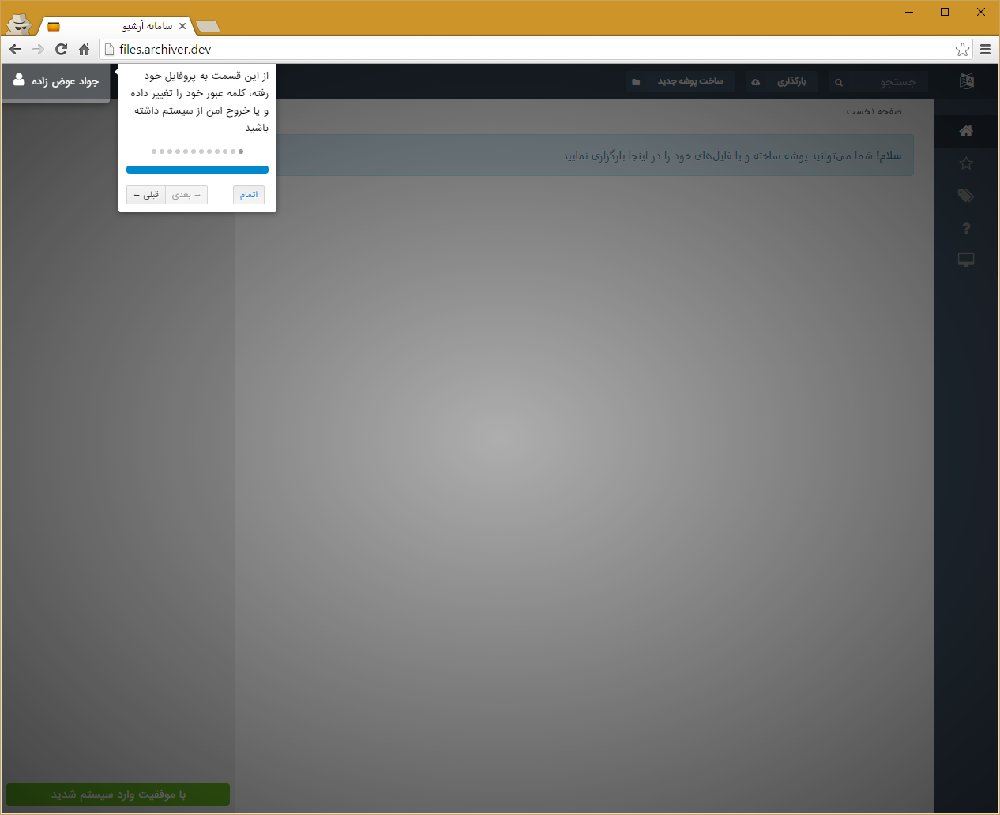 سامانه آرشیو
files.archiver.dev
جستجو
بارگذاری
ساخت پوشه جدید
جواد عوض زاده
از این قسمت به پروفایل خود
رفته، کلمه عبور خود را تغییر داده
و یا خروج امن از سیستم داشته
باشید
اتمام
→ بعدی
قبلی ←
صفحه نخست
سلام! شما می‌توانید پوشه ساخته و یا فایل‌های خود را در اینجا بارگزاری نمایید
با موفقیت وارد سیستم شدید